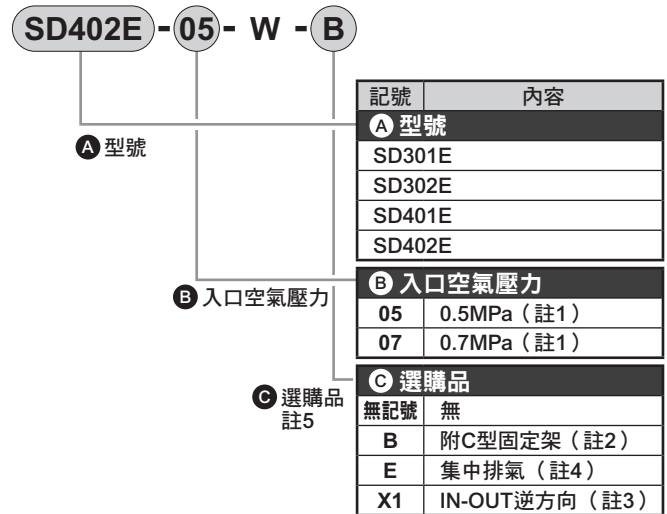 SD402E - 05 - W - B
記號 內容
A 型號
SD301E
SD302E
SD401E
SD402E
A 型號
B 入口空氣壓力
05 0.5MPa（註1）
07 0.7MPa（註1）
B 入口空氣壓力
C 選購品
無記號 無
B 附C型固定架（註2）
E 集中排氣（註4）
X1 IN-OUT逆方向（註3）
C 選購品
註5